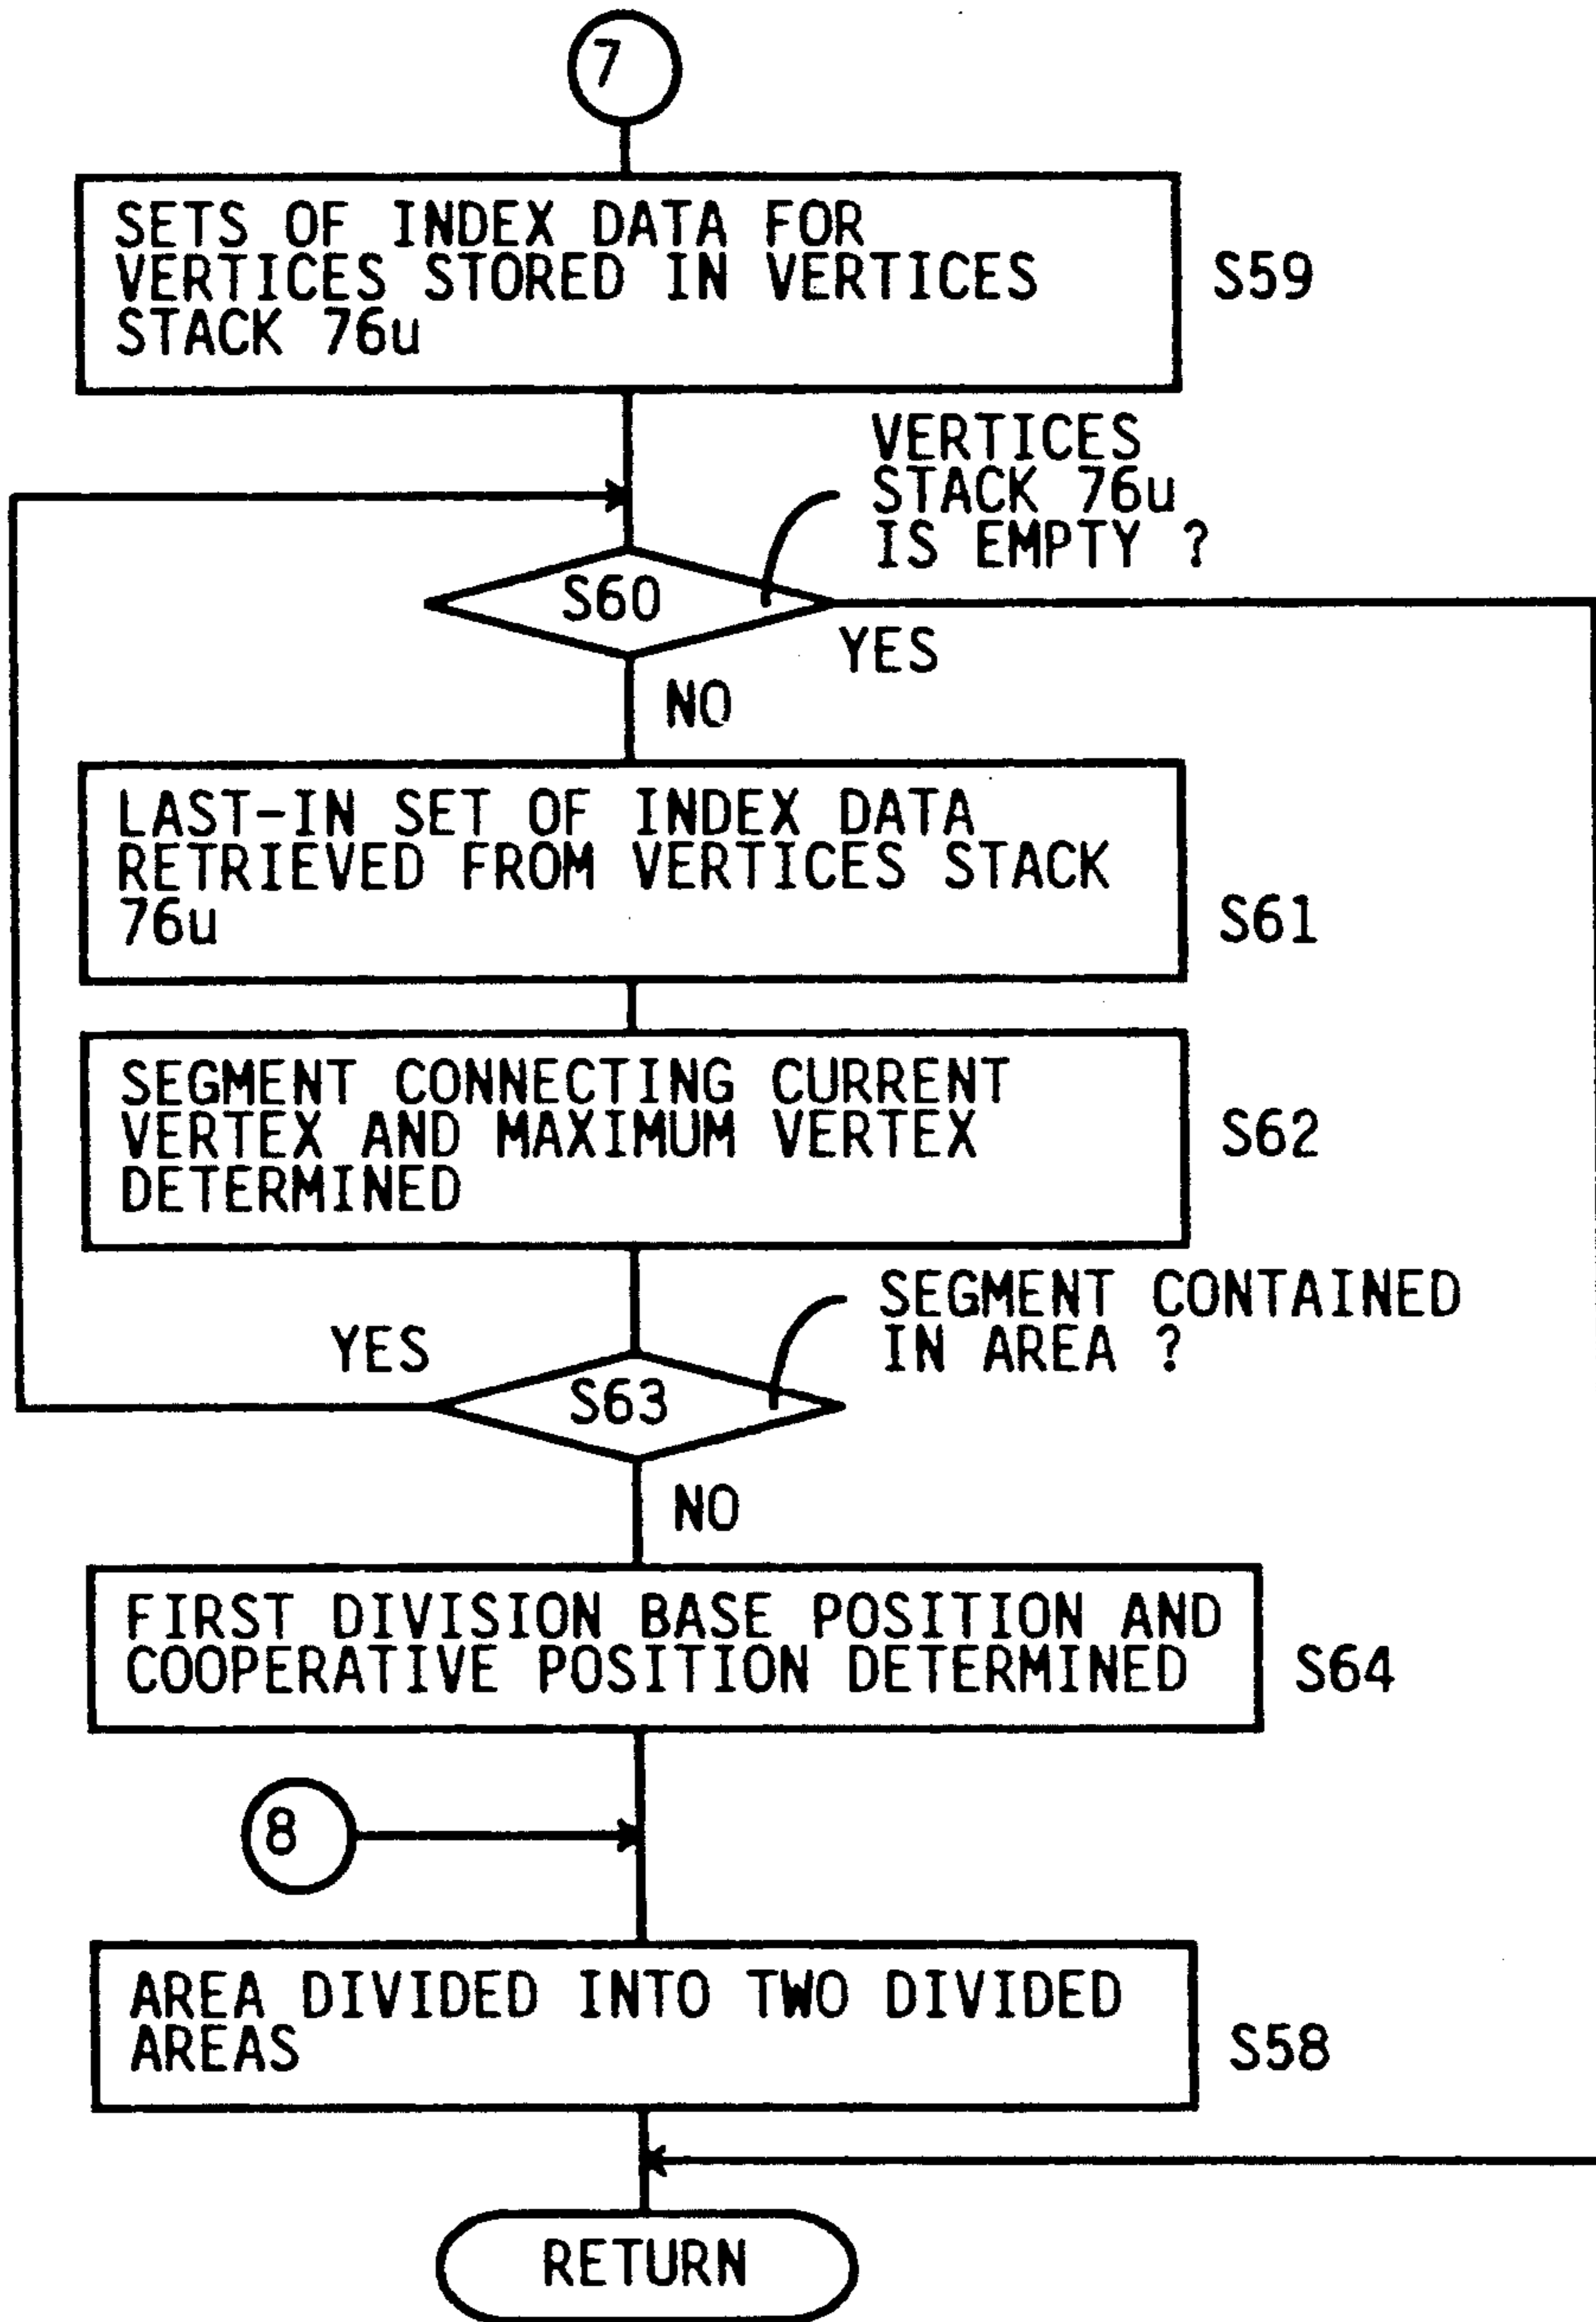 7
SETS OF INDEX DATA FOR
VERTICES STORED IN VERTICES
STACK 76u
S59
VERTICES
STACK 76u
IS EMPTY ?
S60
YES
NO
LAST-IN SET OF INDEX DATA
RETRIEVED FROM VERTICES STACK
76u
S61
SEGMENT CONNECTING CURRENT
VERTEX AND MAXIMUM VERTEX
DETERMINED
S62
SEGMENT CONTAINED
IN AREA ?
YES
S63
NO
FIRST DIVISION BASE POSITION AND
COOPERATIVE POSITION DETERMINED
S64
8
AREA DIVIDED INTO TWO DIVIDED
AREAS
S58
RETURN